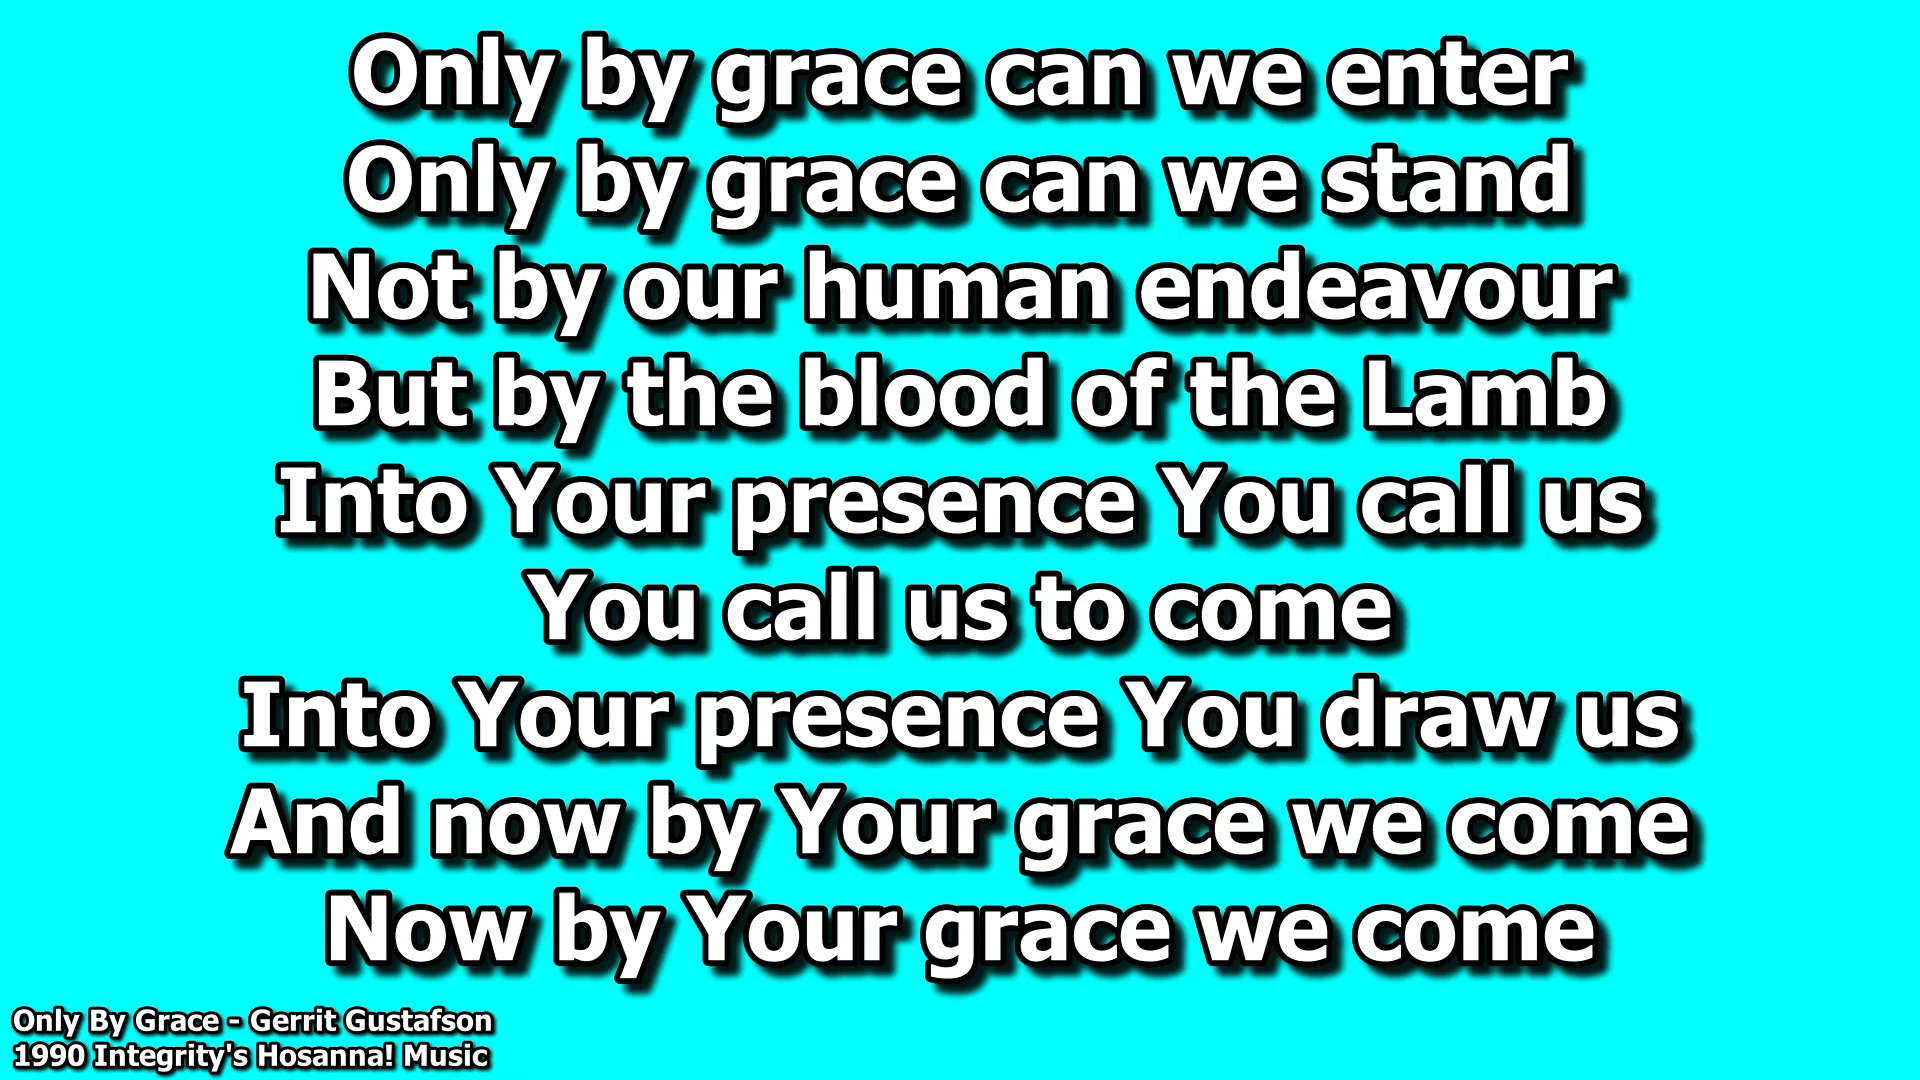 Only by grace can we enter
Only by grace can we stand
Not by our human endeavour
But by the blood of the Lamb
Into Your presence You call us
You call us to come
Into Your presence You draw us
And now by Your grace we come
Now by Your grace we come
Only By Grace - Gerrit Gustafson
1990 Integrity's Hosanna! Music